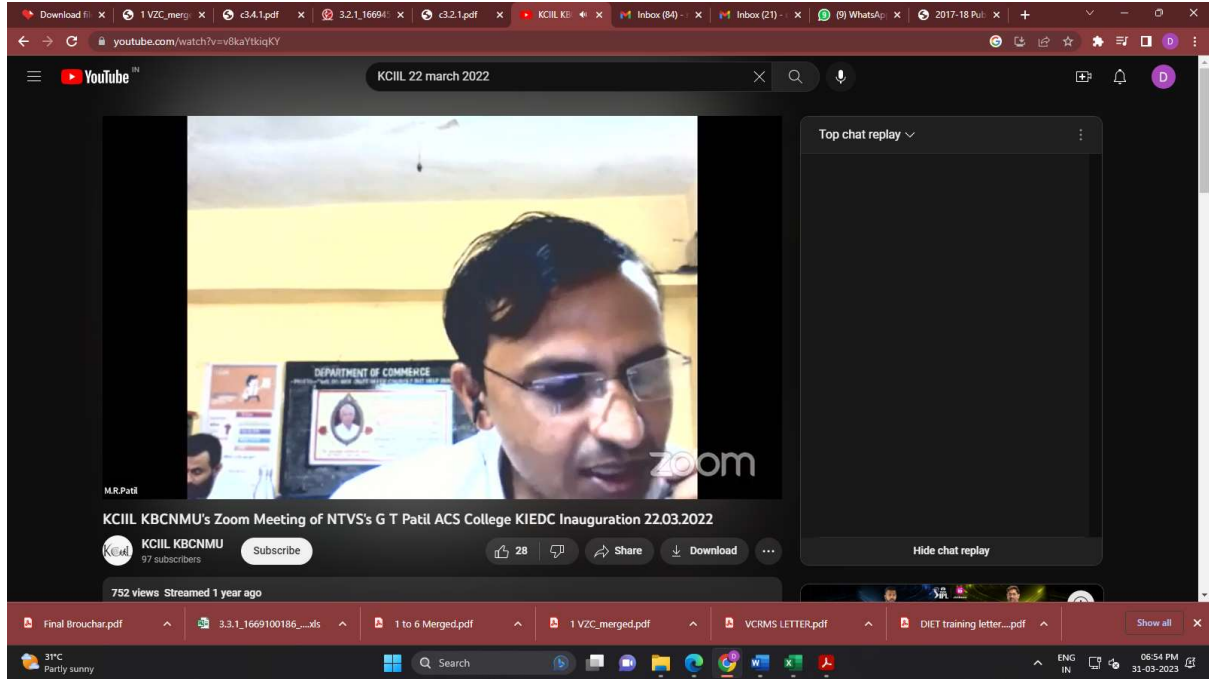 Download fil
1 VZC_merge
c3.4.1.pdf
3.2.1_16694
c3.2.1.pdf
KCIIL KB
Inbox (84) -
Inbox (21) -
(9) WhatsAp
2017-18 Pub
youtube.com/watch?v=v8kaYtkiqKY
D
YouTube IN
KCIIL 22 march 2022
D
Top chat replay
DEPARTMENT OF COMMERCE
zoom
M.R.Patil
KCIIL KBCNMU's Zoom Meeting of NTVS's G T Patil ACS College KIEDC Inauguration 22.03.2022
KCIIL KBCNMU
97 subscribers
Subscribe
28
Share
Download
Hide chat replay
752 views Streamed 1 year ago
Final Brouchar.pdf
3.3.1_1669100186_....xls
1 to 6 Merged.pdf
1 VZC_merged.pdf
VCRMS LETTER.pdf
DIET training letter....pdf
Show all
31°C
Partly sunny
Search
ENG
IN
06:54 PM
31-03-2023